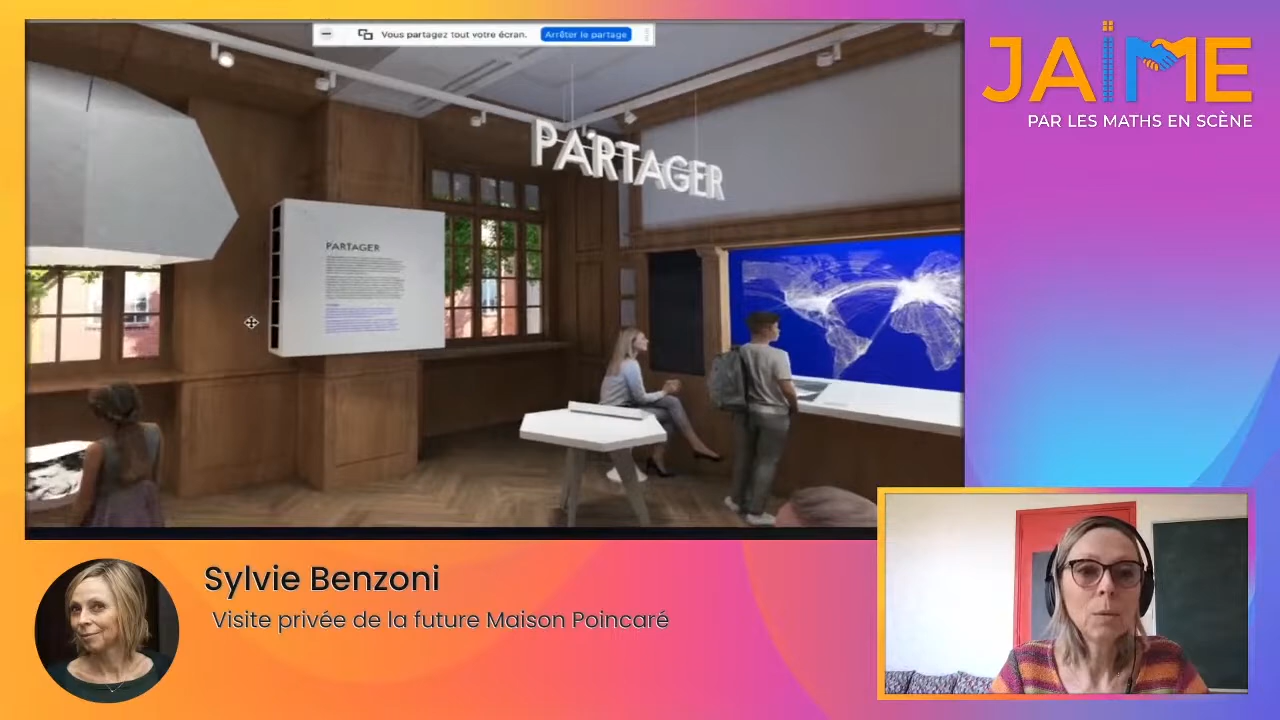 Vous partagez tout votre écran.
Arrêter le partage
JAIME
PAR LES MATHS EN SCÈNE
PARTAGER
PARTAGER
Sylvie Benzoni
Visite privée de la future Maison Poincaré